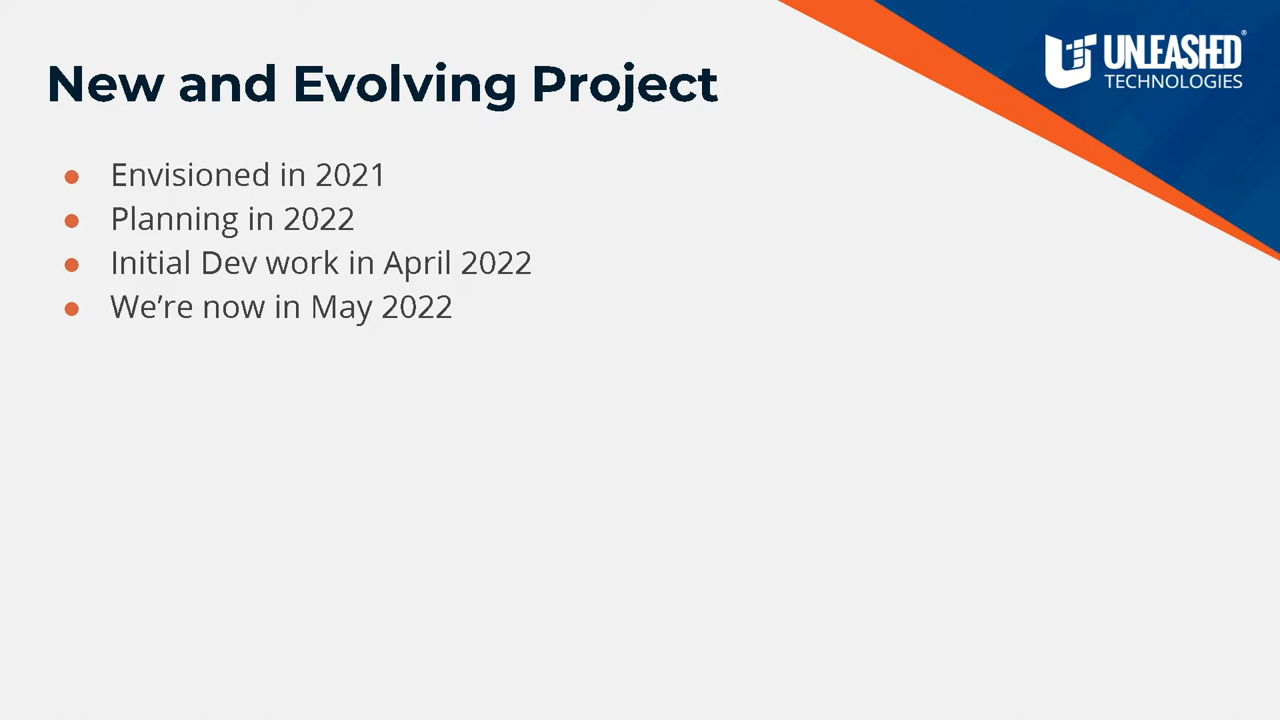 New and Evolving Project
UNLEASHED®
TECHNOLOGIES
● Envisioned in 2021
● Planning in 2022
● Initial Dev work in April 2022
● We’re now in May 2022